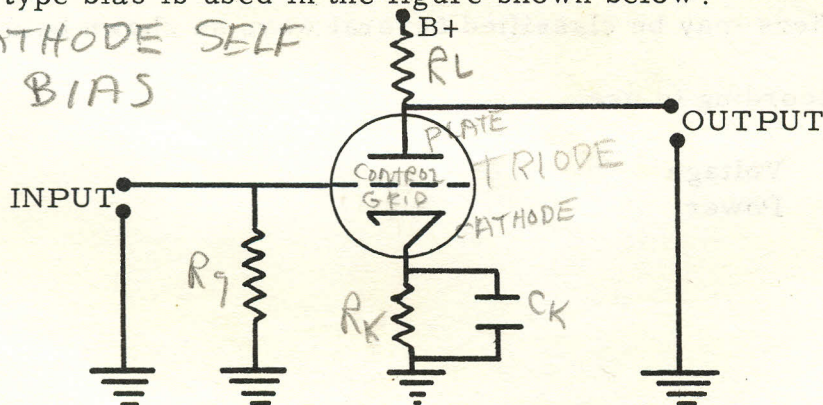 type bias is used in the figure shown below?
CATHODE SELF
BIAS
B+
RL
PLATE
OUTPUT
TRIODE
CONTROL
GRID
INPUT
CATHODE
Rg
RK
CK